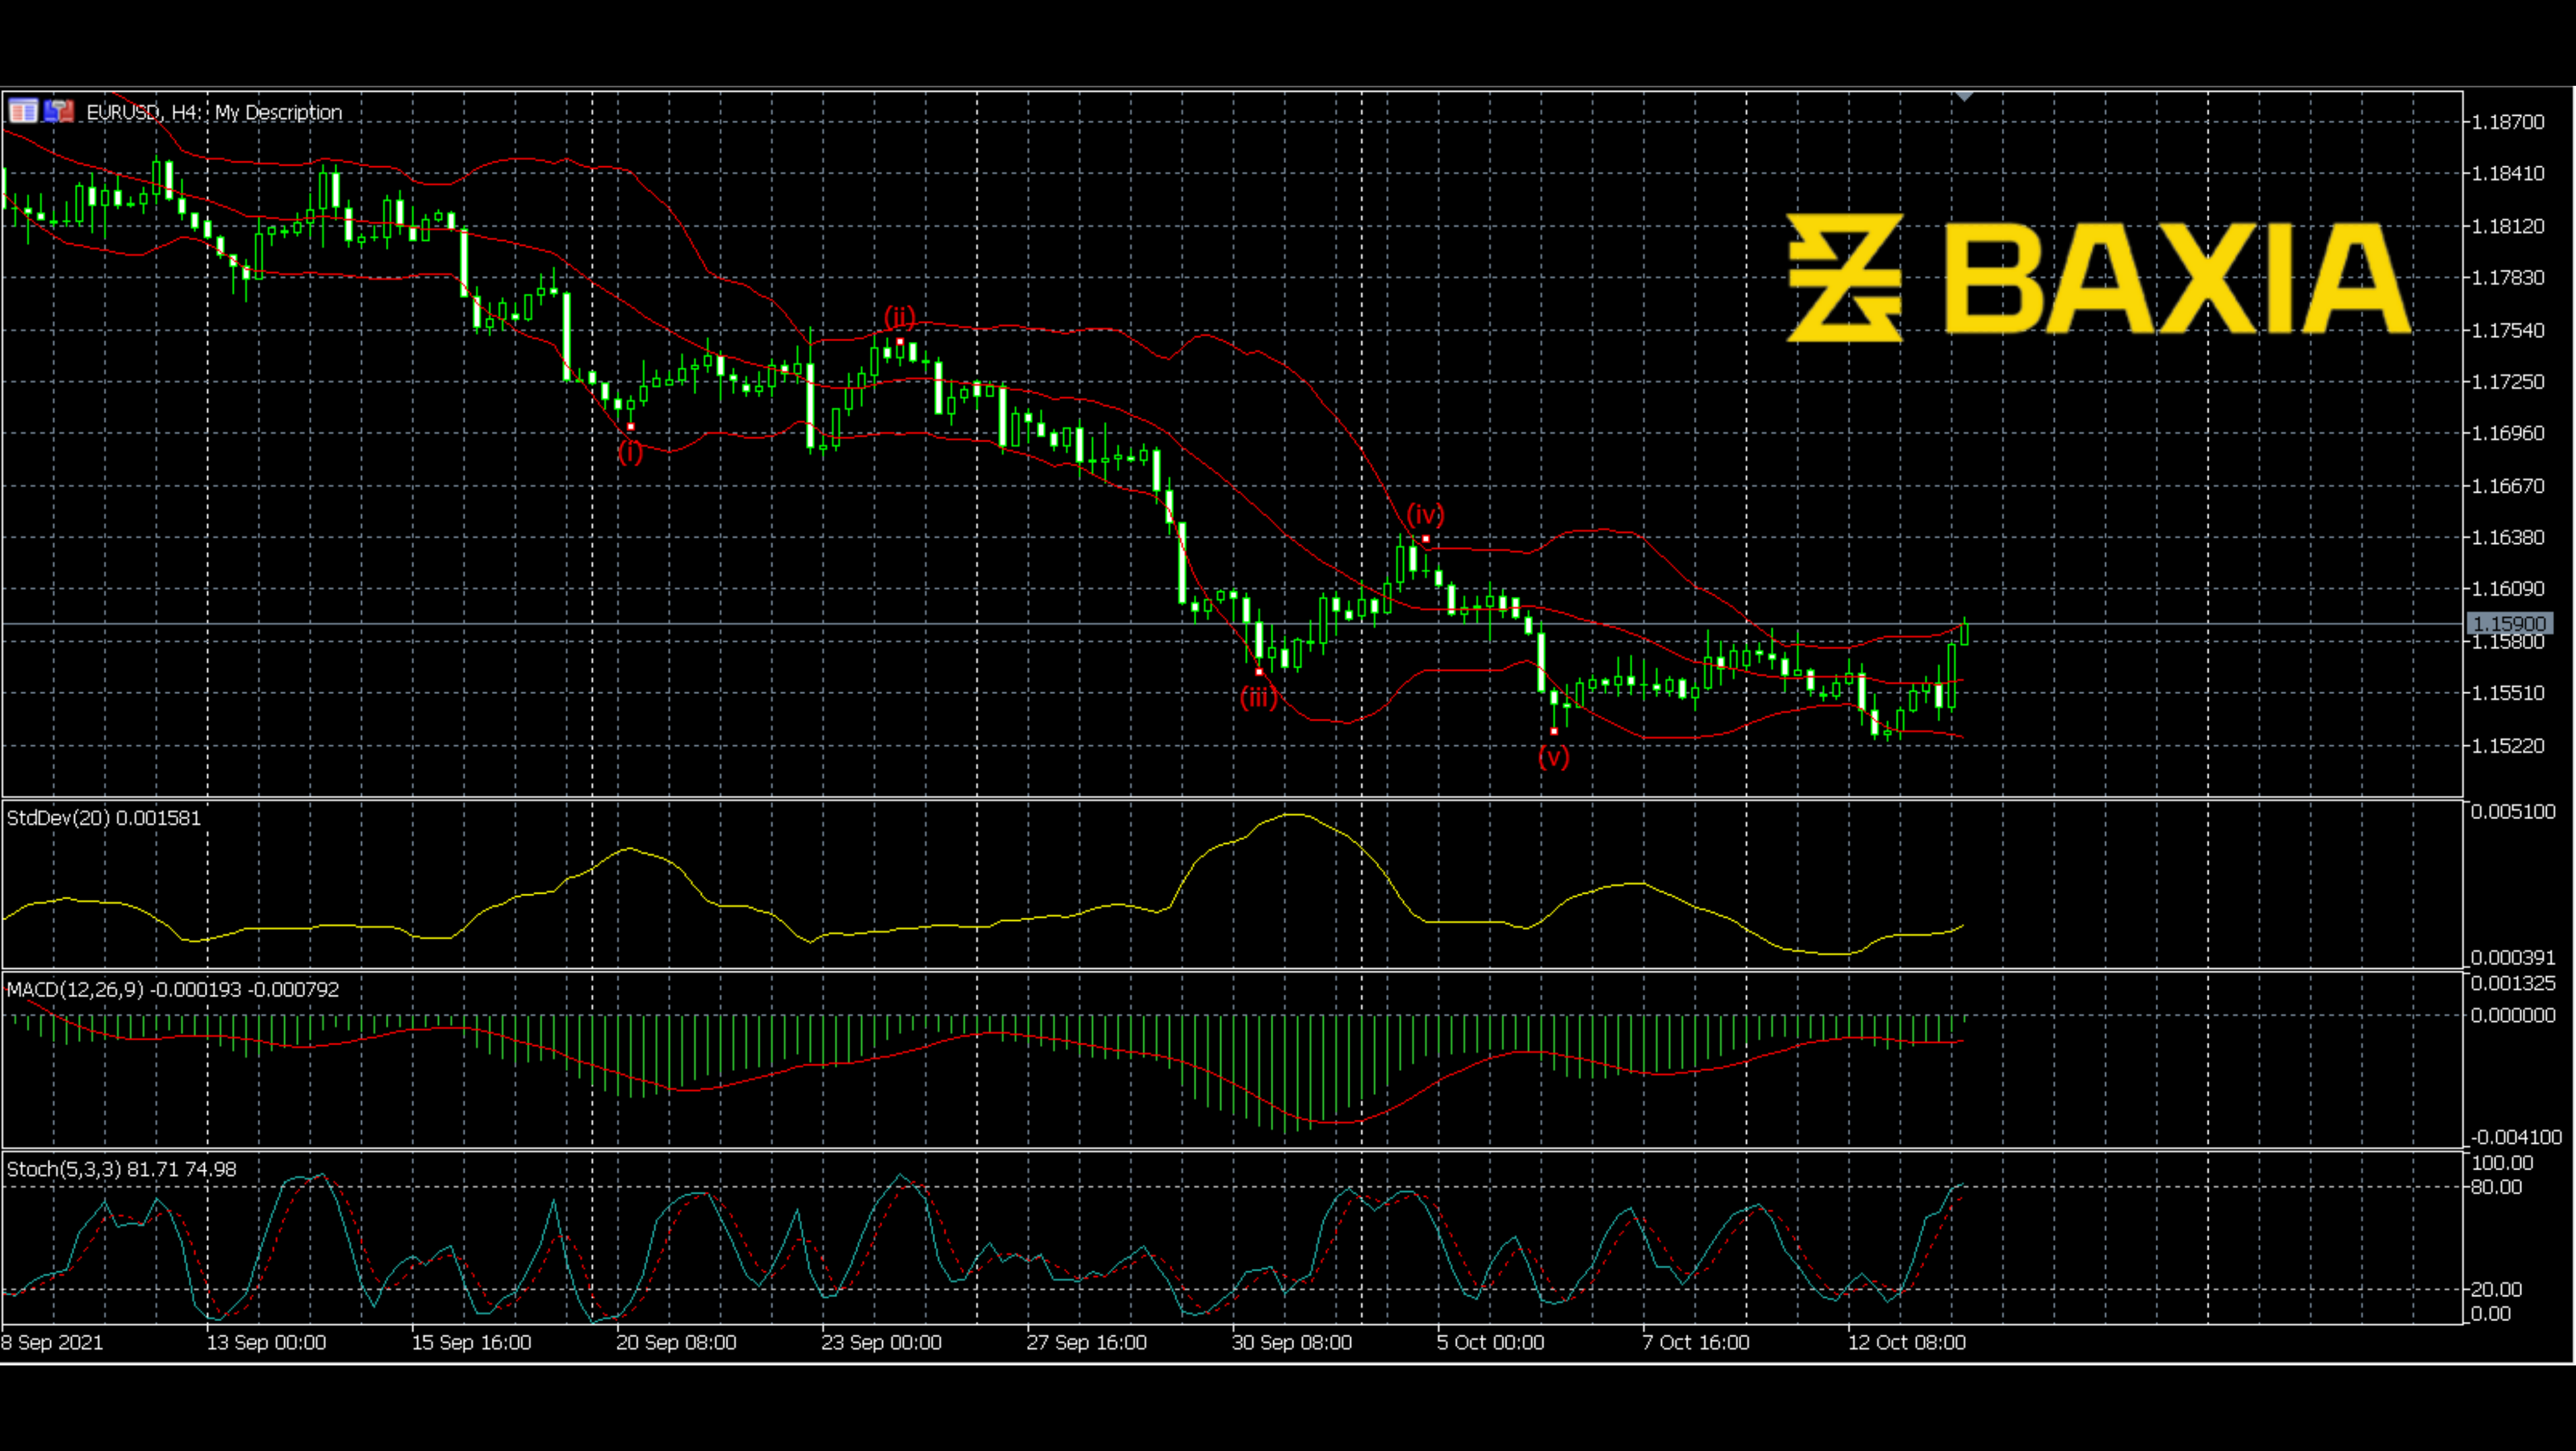 EURUSD, H4: My Description
BAXIA
1.18700
1.18410
1.18120
1.17830
1.17540
1.17250
1.16960
1.16670
1.16380
1.16090
1.15900
1.15800
1.15510
1.15220
(i)
(ii)
(iii)
(iv)
(v)
StdDev(20) 0.001581
0.005100
0.000391
MACD(12,26,9) -0.000193 -0.000792
0.001325
0.000000
-0.004100
Stoch(5,3,3) 81.71 74.98
100.00
80.00
20.00
0.00
8 Sep 2021
13 Sep 00:00
15 Sep 16:00
20 Sep 08:00
23 Sep 00:00
27 Sep 16:00
30 Sep 08:00
5 Oct 00:00
7 Oct 16:00
12 Oct 08:00